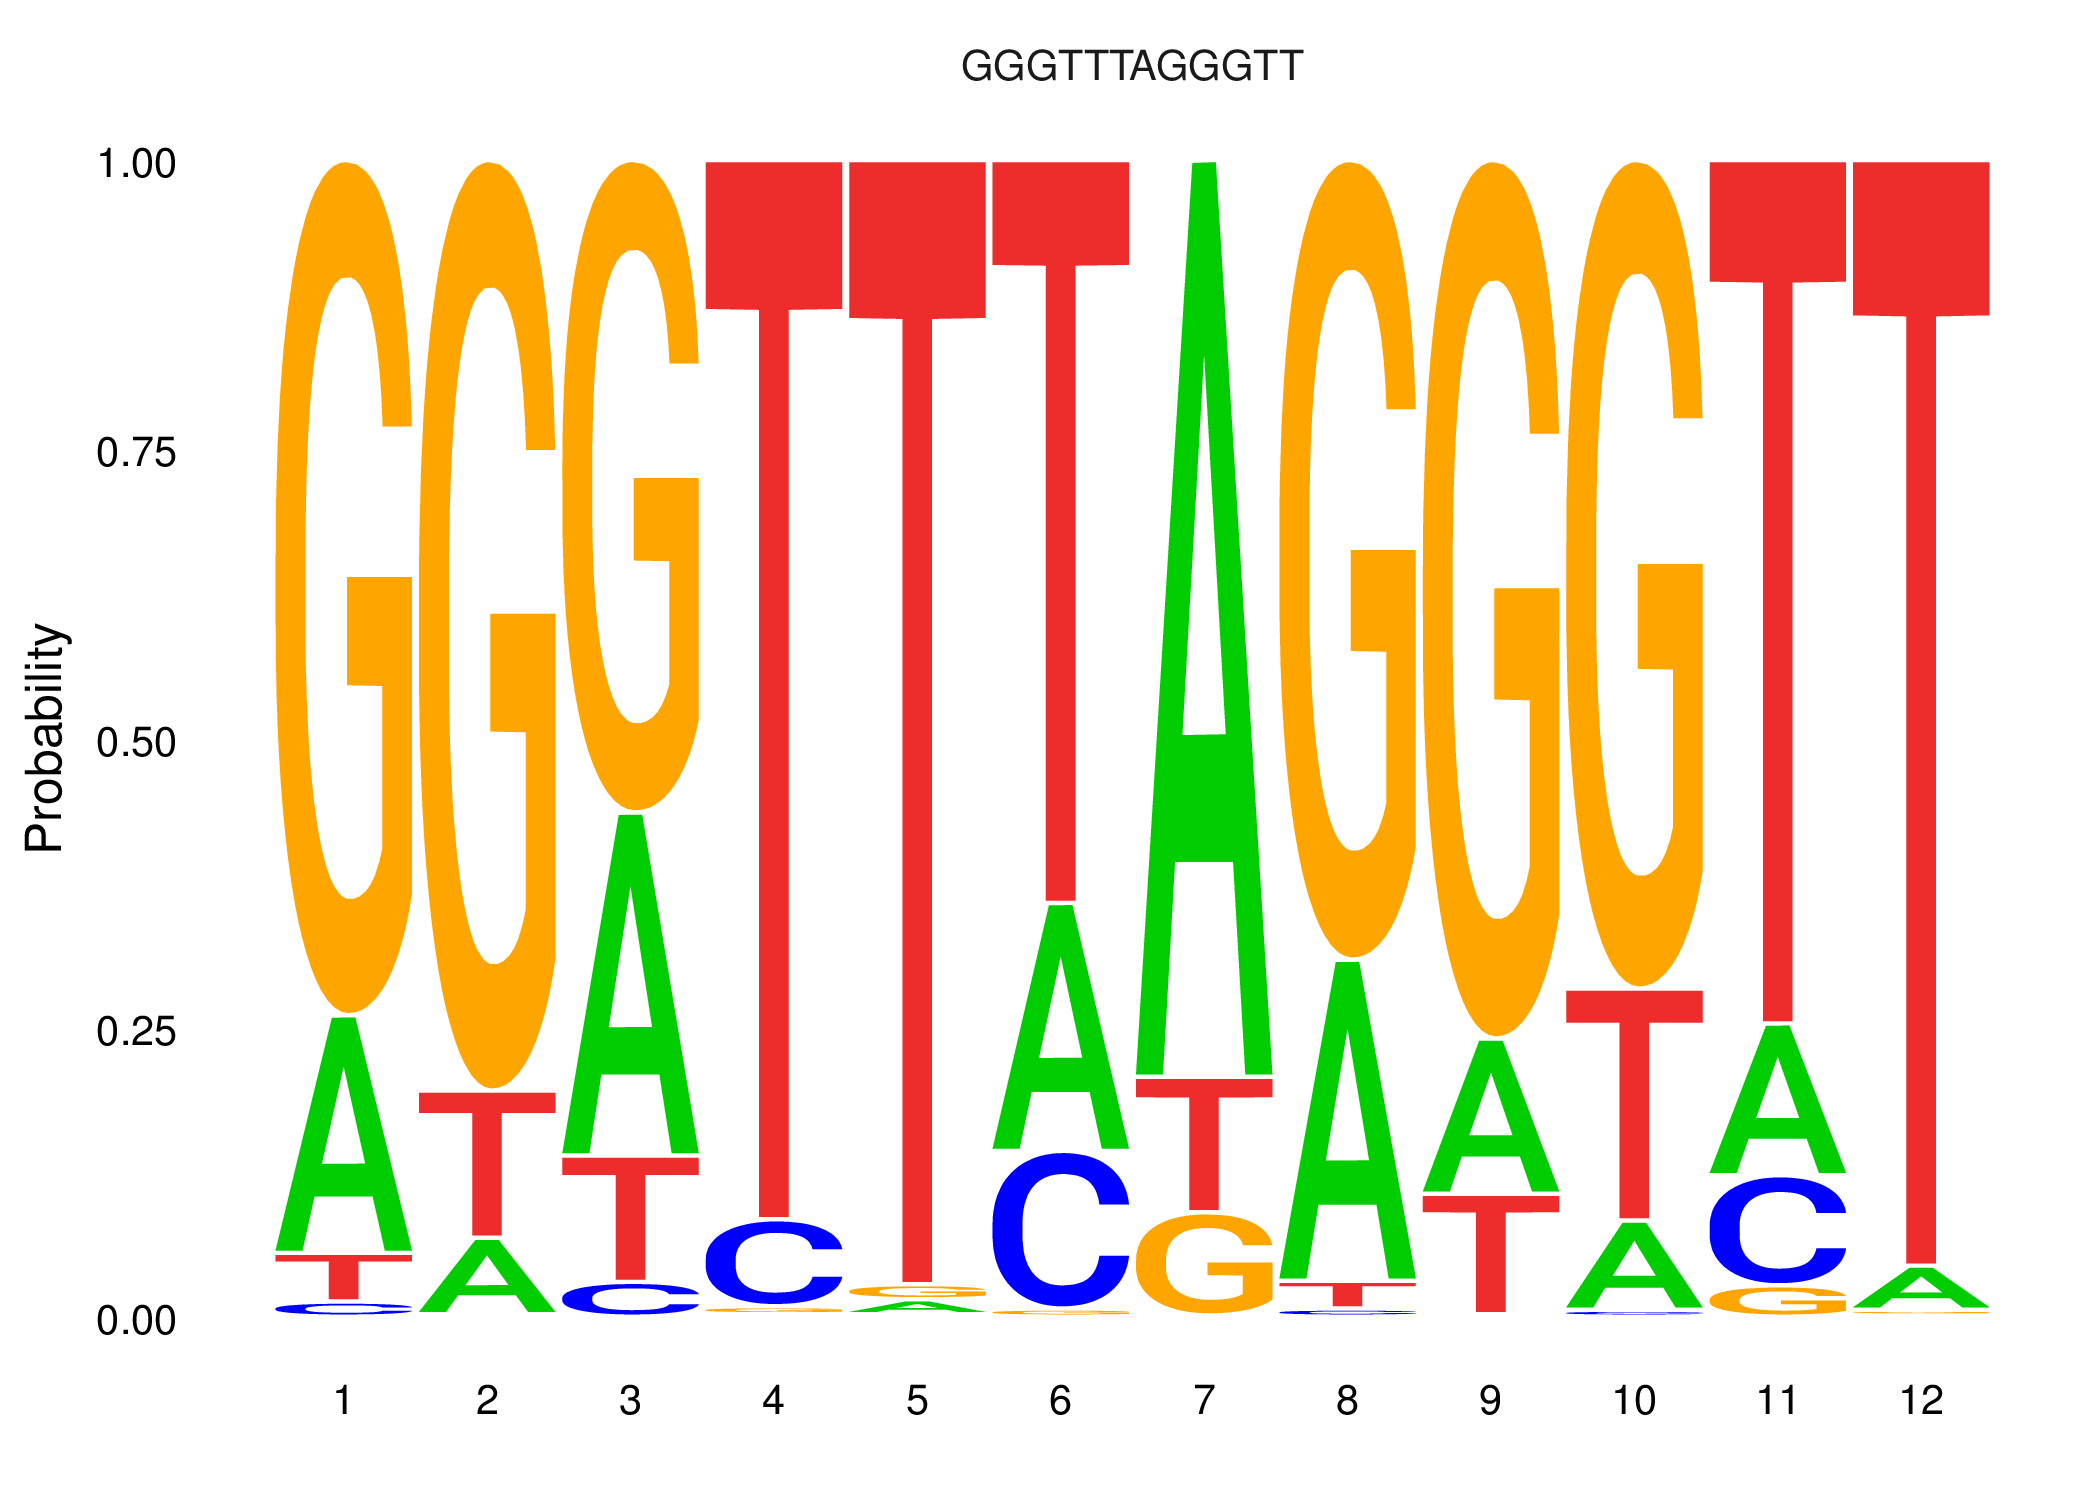 GGGTTTAGGGTT
1.00
0.75
0.50
0.25
0.00
Probability
G G G T T T A G G G T T
A T A C G A T A A T A A
T A T G A C G T T A C G
C C G C C G
1 2 3 4 5 6 7 8 9 10 11 12